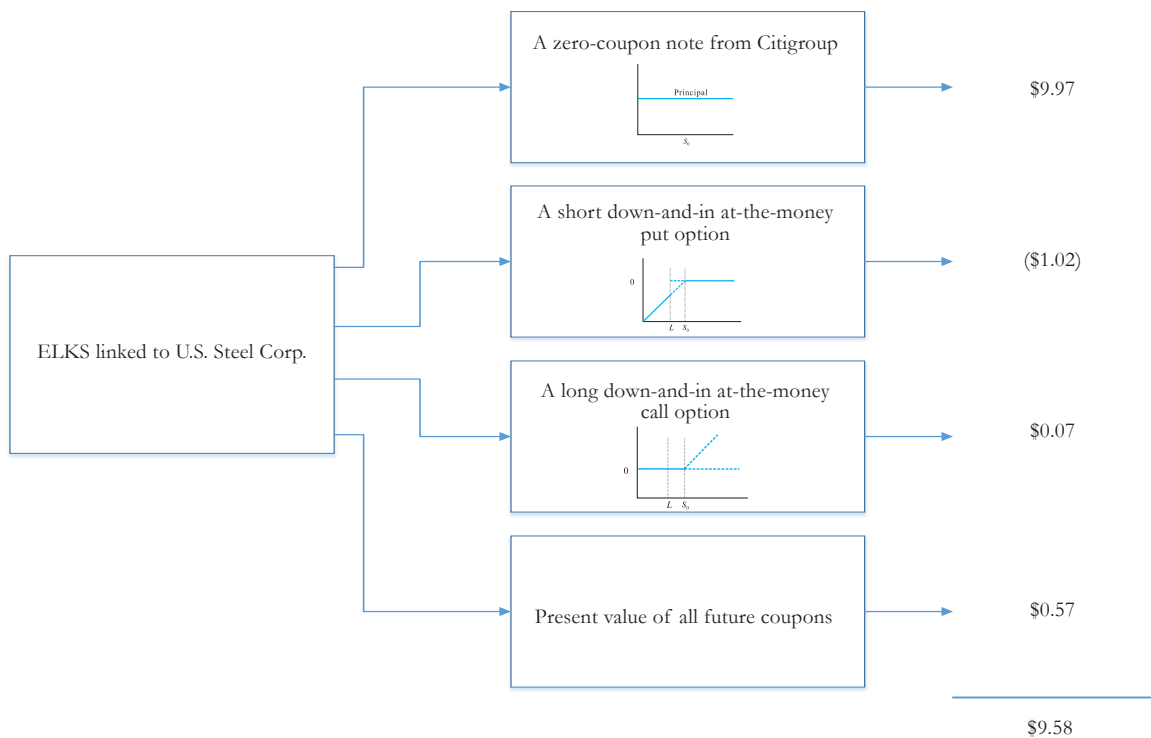 A zero-coupon note from Citigroup
Principal
S₀
$9.97
A short down-and-in at-the-money
put option
0
L
S₀
($1.02)
ELKS linked to U.S. Steel Corp.
A long down-and-in at-the-money
call option
0
L
S₀
$0.07
Present value of all future coupons
$0.57
$9.58